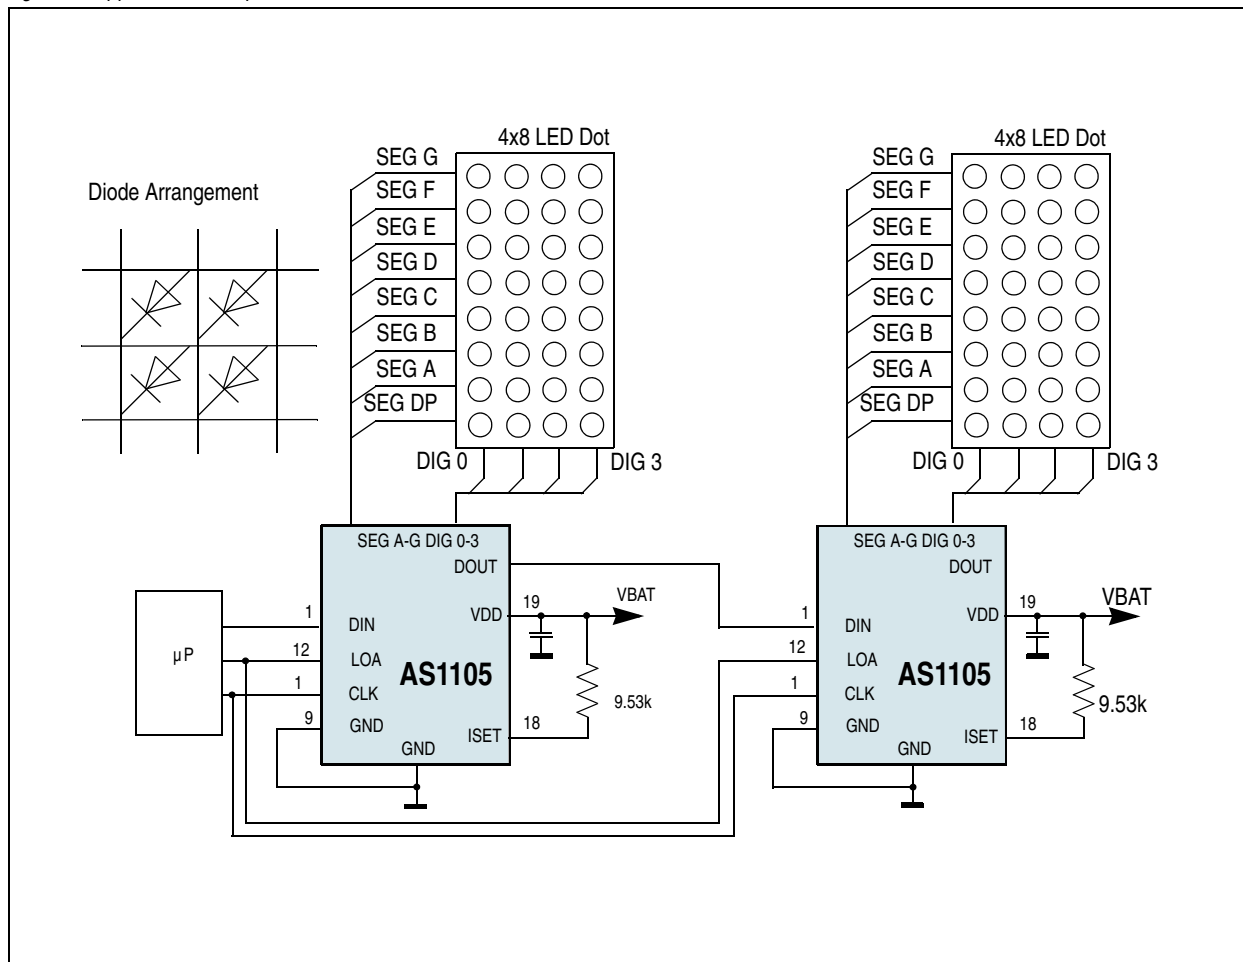 4x8 LED Dot
SEG G
SEG F
SEG E
SEG D
SEG C
SEG B
SEG A
SEG DP
DIG 0
DIG 3
Diode Arrangement
4x8 LED Dot
SEG G
SEG F
SEG E
SEG D
SEG C
SEG B
SEG A
SEG DP
DIG 0
DIG 3
µP
SEG A-G DIG 0-3
DOUT
1
DIN
VDD
19
VBAT
12
LOA
AS1105
1
CLK
9.53k
9
GND
ISET
18
GND
SEG A-G DIG 0-3
DOUT
1
DIN
VDD
19
VBAT
12
LOA
AS1105
1
CLK
9.53k
9
GND
ISET
18
GND